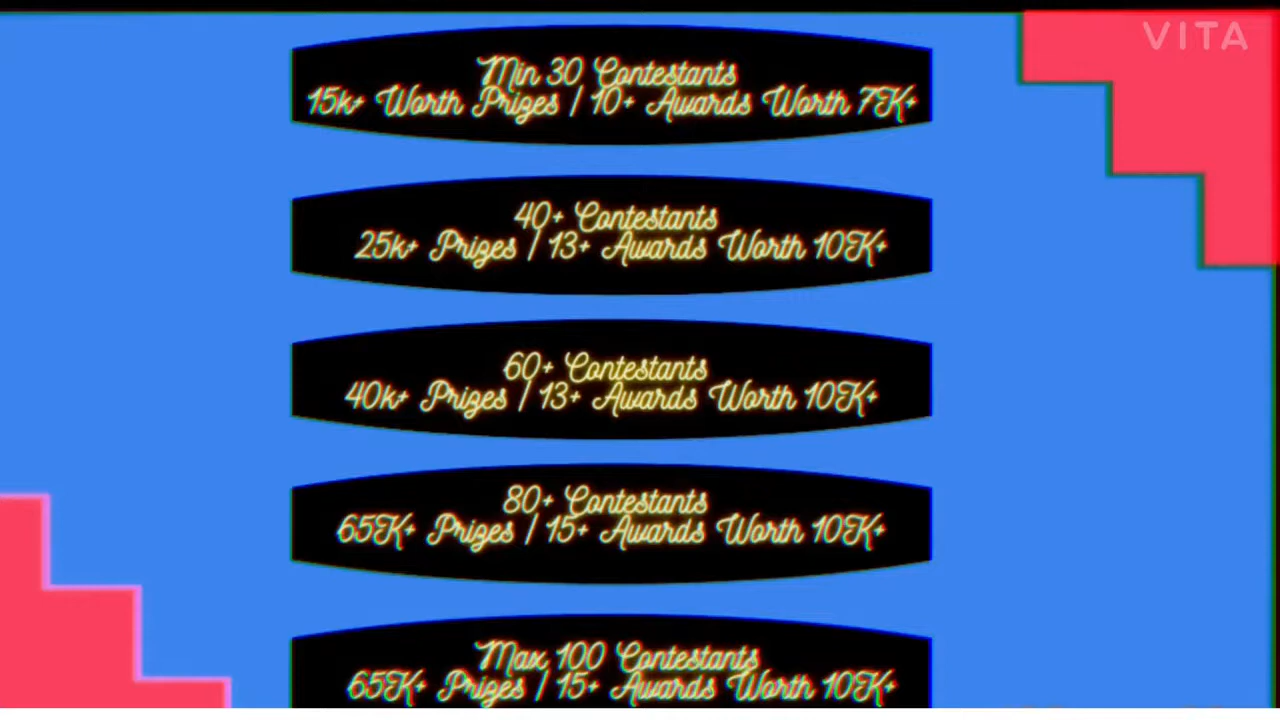 VITA
Min 30 Contestants
15k+ Worth Prizes / 10+ Awards Worth 7K+
40+ Contestants
25k+ Prizes / 13+ Awards Worth 10K+
60+ Contestants
40k+ Prizes / 13+ Awards Worth 10K+
80+ Contestants
65K+ Prizes / 15+ Awards Worth 10K+
Max 100 Contestants
65K+ Prizes / 15+ Awards Worth 10K+